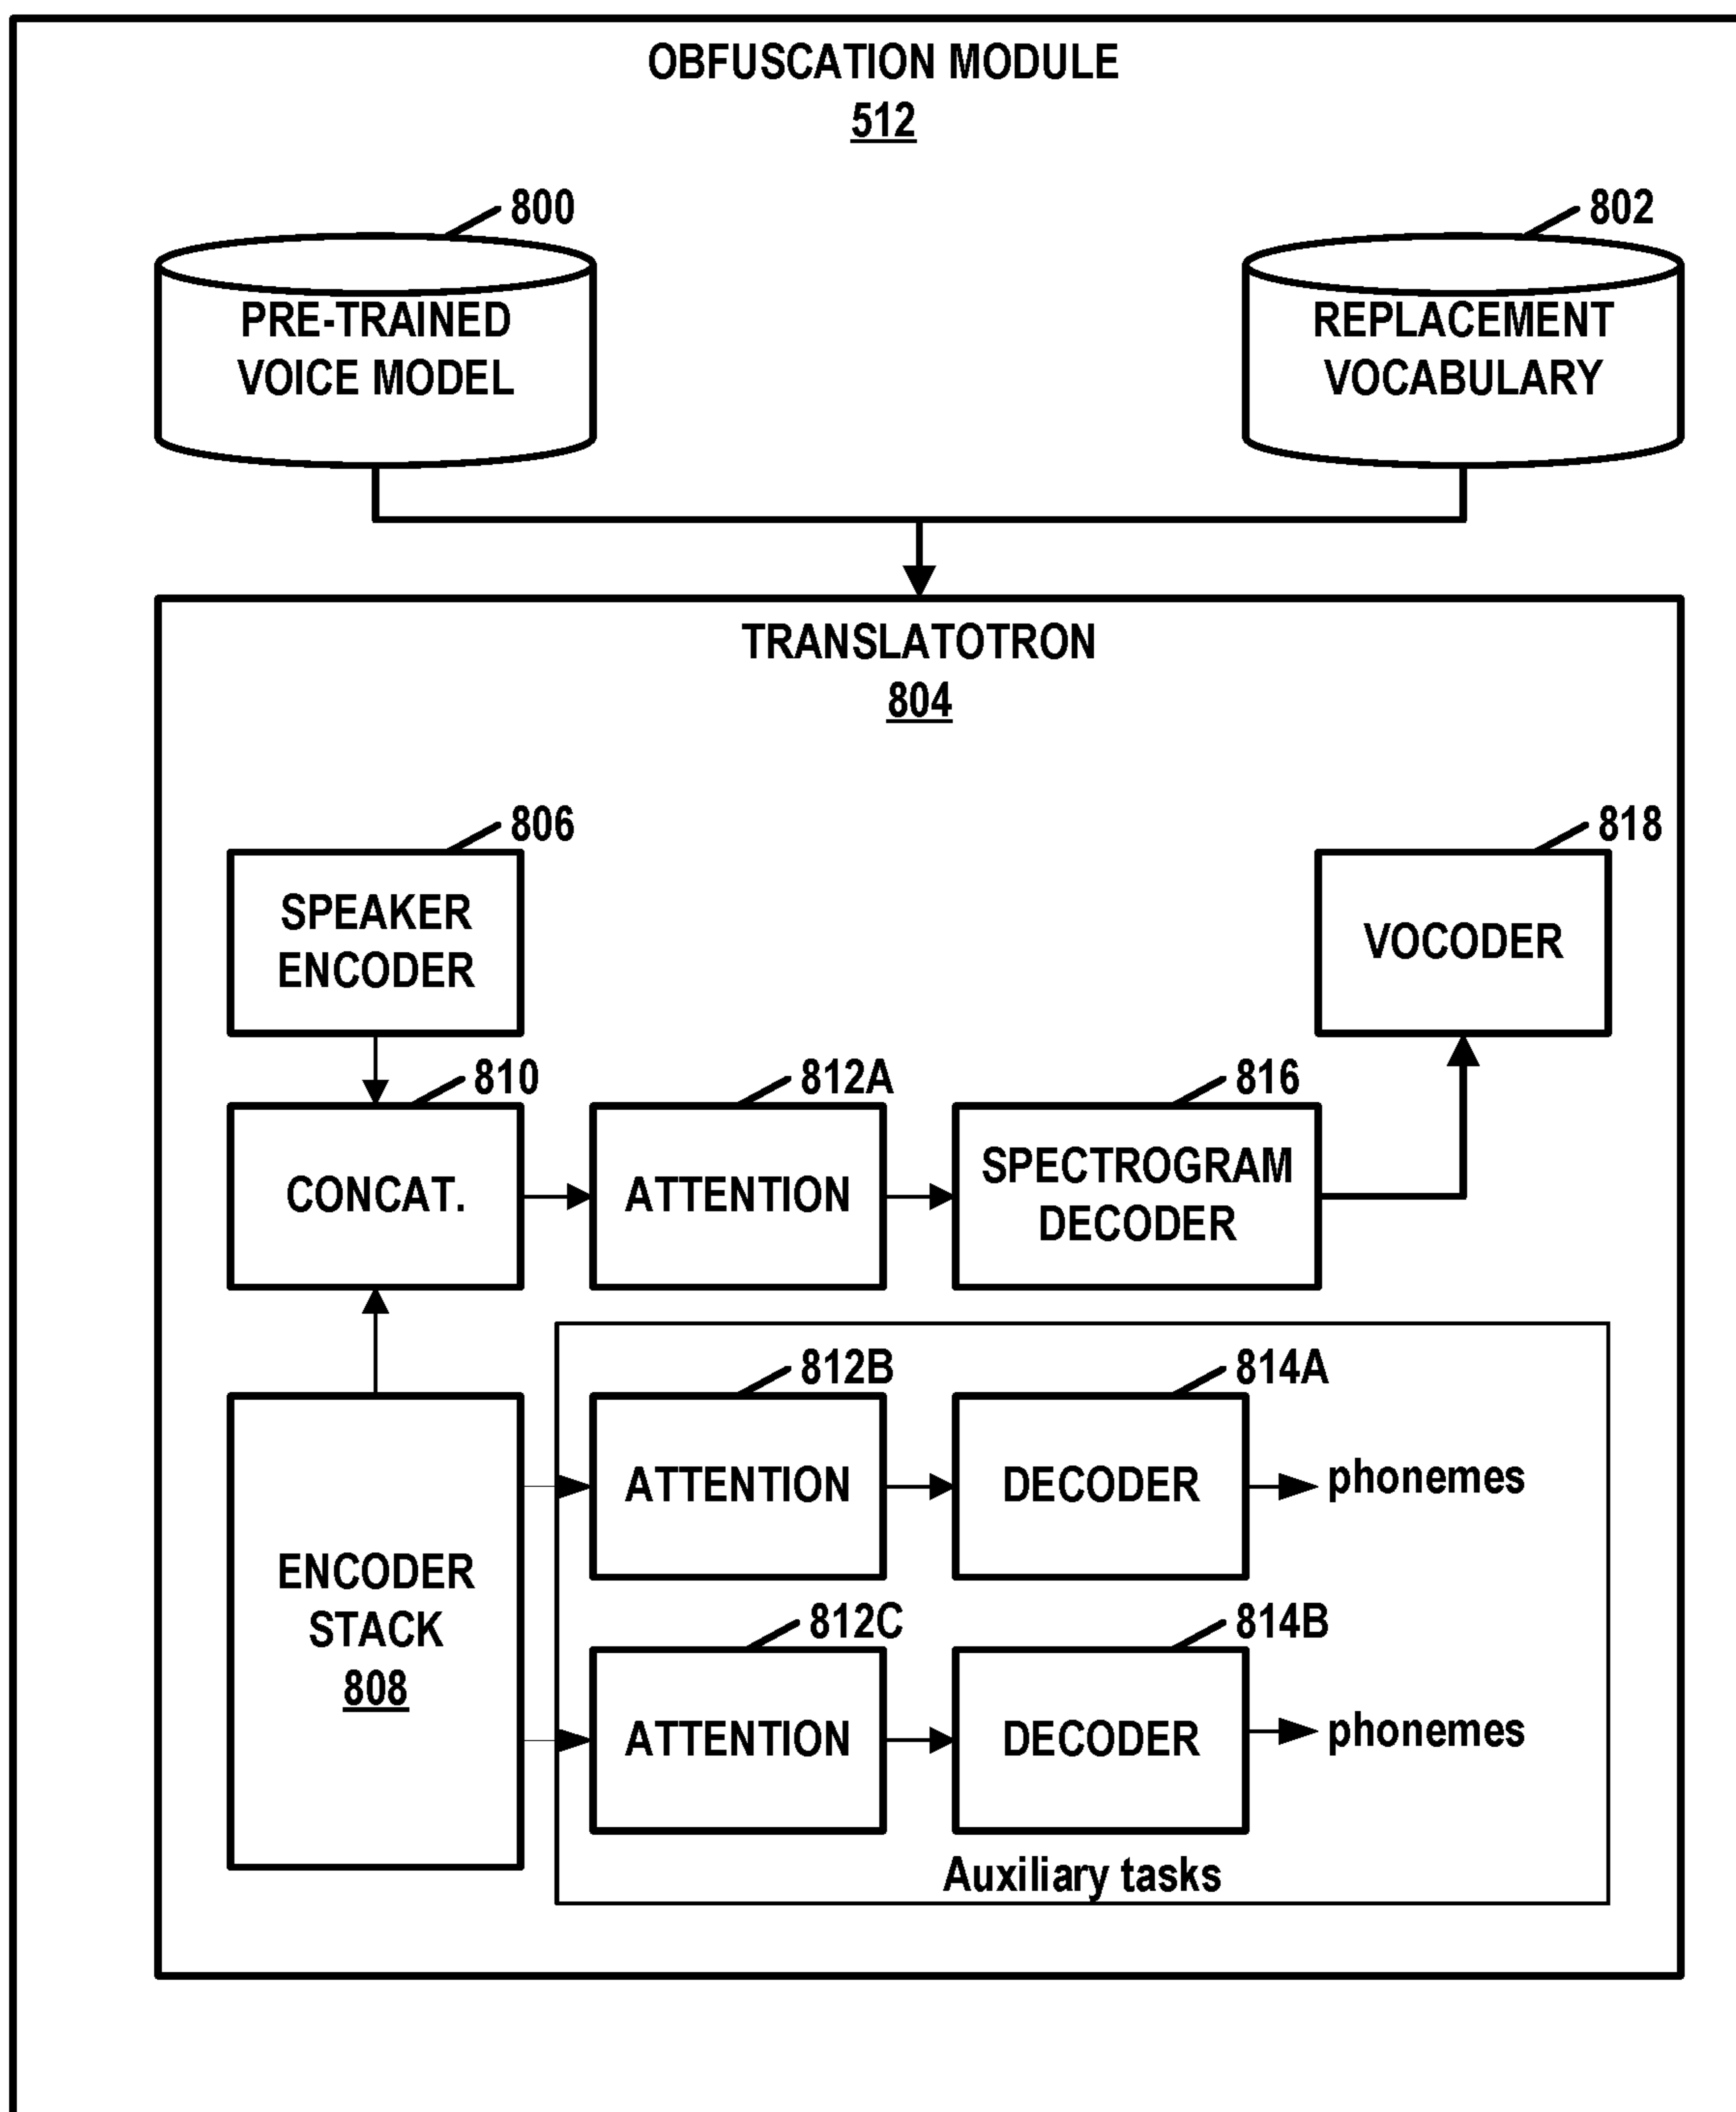 OBFUSCATION MODULE
512
800
802
PRE-TRAINED
VOICE MODEL
REPLACEMENT
VOCABULARY
TRANSLATOTRON
804
806
818
SPEAKER
ENCODER
VOCODER
810
812A
816
CONCAT.
ATTENTION
SPECTROGRAM
DECODER
812B
814A
ATTENTION
DECODER
phonemes
ENCODER
STACK
808
812C
814B
ATTENTION
DECODER
phonemes
Auxiliary tasks